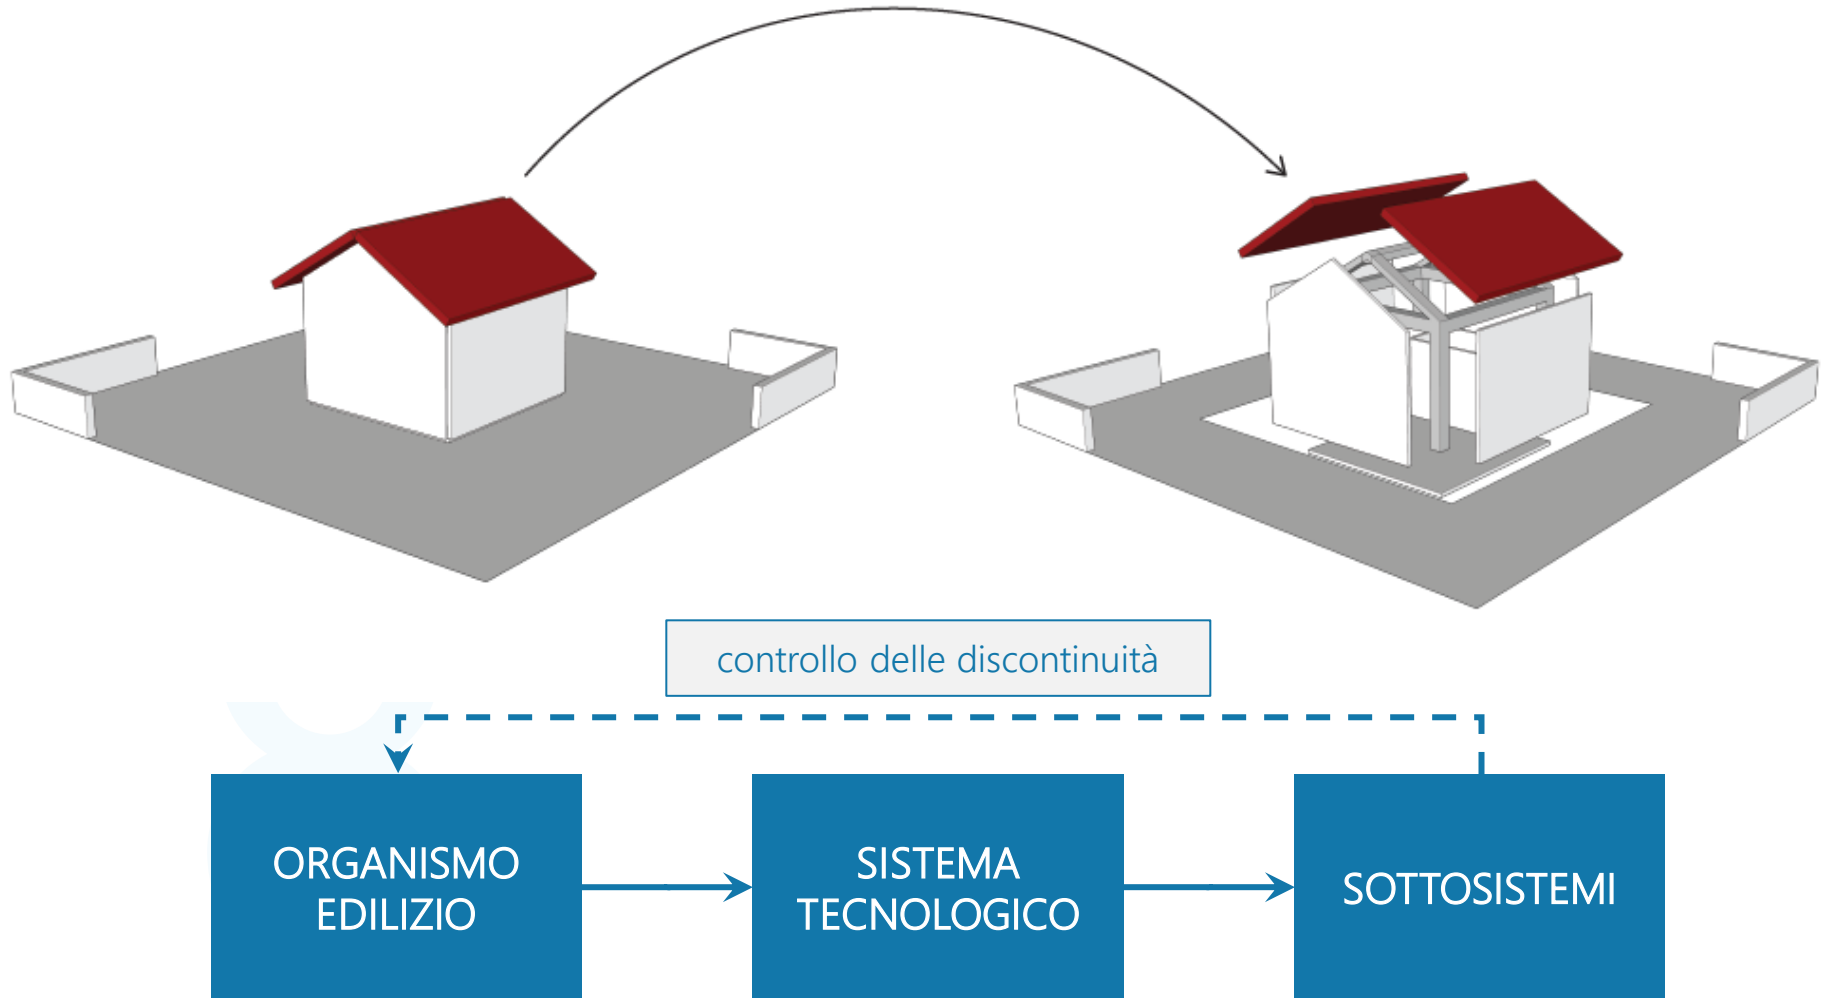 controllo delle discontinuità
ORGANISMO
EDILIZIO
SISTEMA
TECNOLOGICO
SOTTOSISTEMI